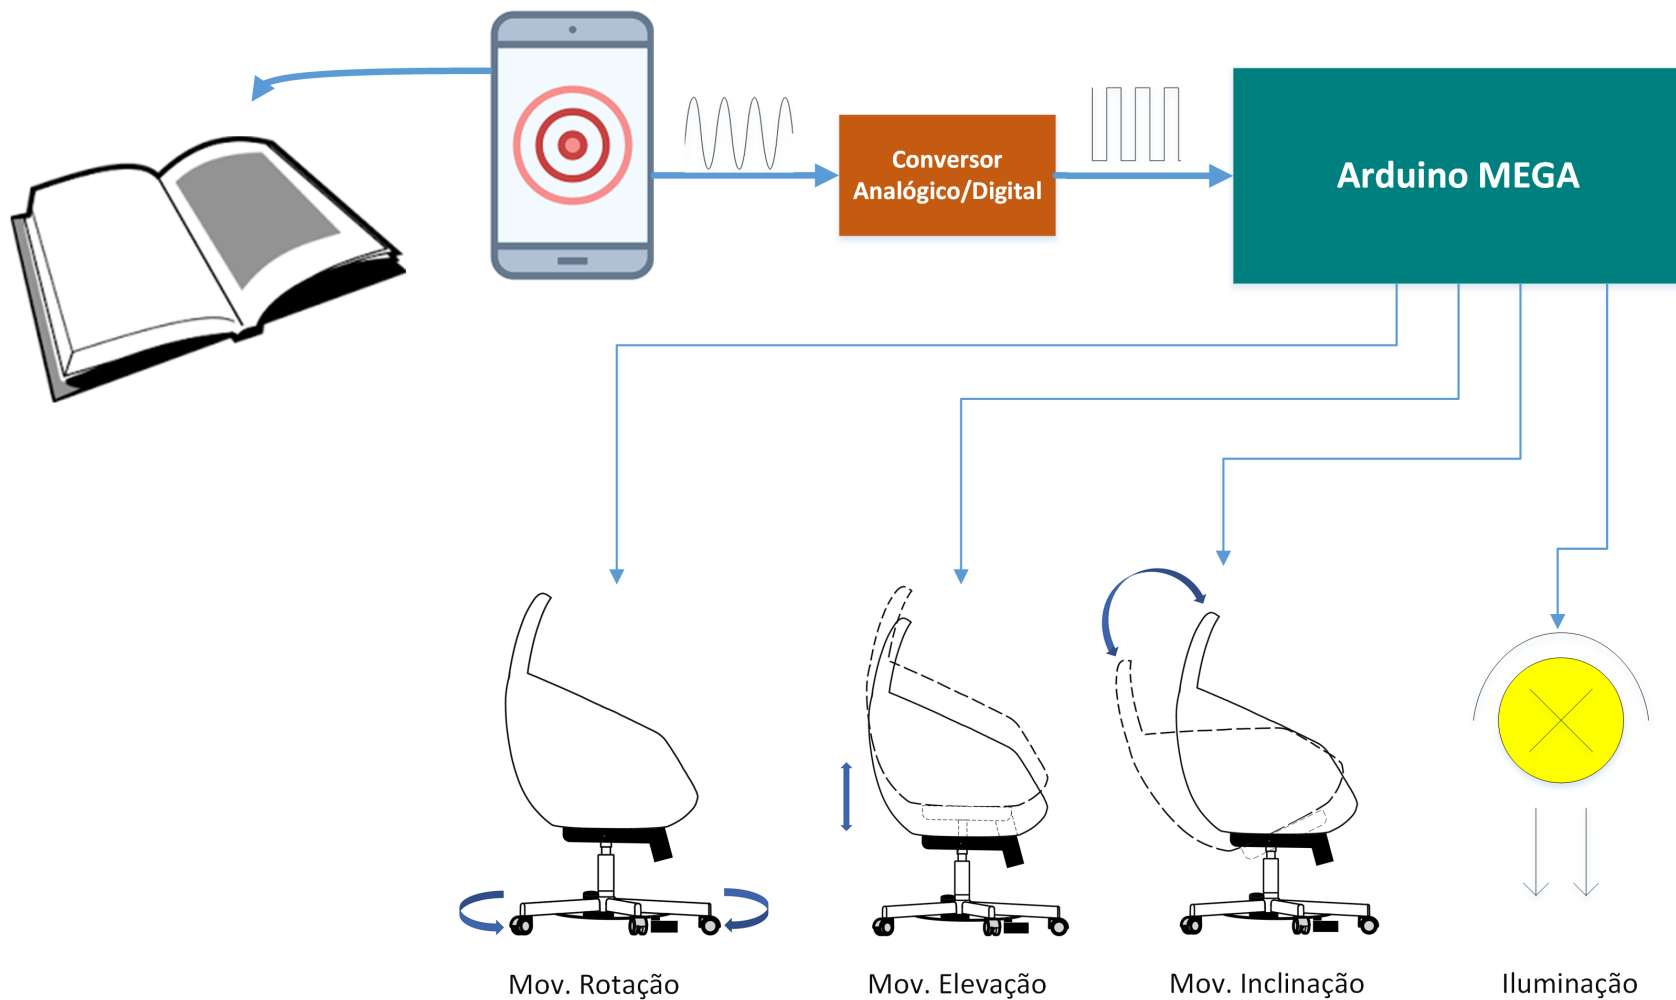 Conversor
Analógico/Digital
Arduino MEGA
Mov. Rotação
Mov. Elevação
Mov. Inclinação
Iluminação